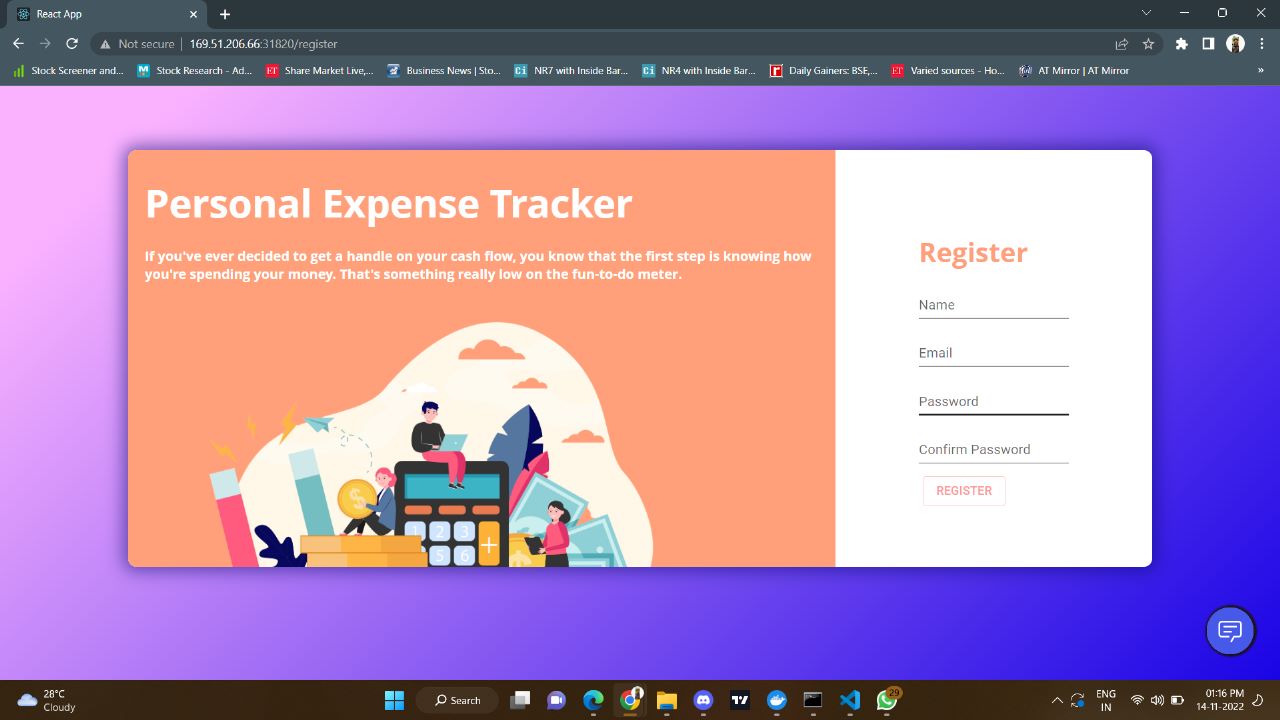 React App
Not secure
169.51.206.66:31820/register
Stock Screener and...
Stock Research - Ad...
Share Market Live,...
Business News | Sto...
NR7 with Inside Bar...
NR4 with Inside Bar...
Daily Gainers: BSE,...
Varied sources - Ho...
AT Mirror | AT Mirror
»
Personal Expense Tracker
If you've ever decided to get a handle on your cash flow, you know that the first step is knowing how
you're spending your money. That's something really low on the fun-to-do meter.
Register
Name
Email
Password
Confirm Password
REGISTER
1 2 3
5 6
+
$
28°C
Cloudy
Search
29
ENG
IN
01:16 PM
14-11-2022